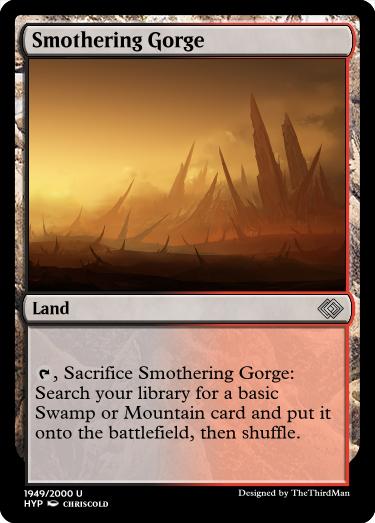 Smothering Gorge
Land
, Sacrifice Smothering Gorge:
Search your library for a basic
Swamp or Mountain card and put it
onto the battlefield, then shuffle.
1949/2000 U
HYP CHRISCOLD
Designed by TheThirdMan